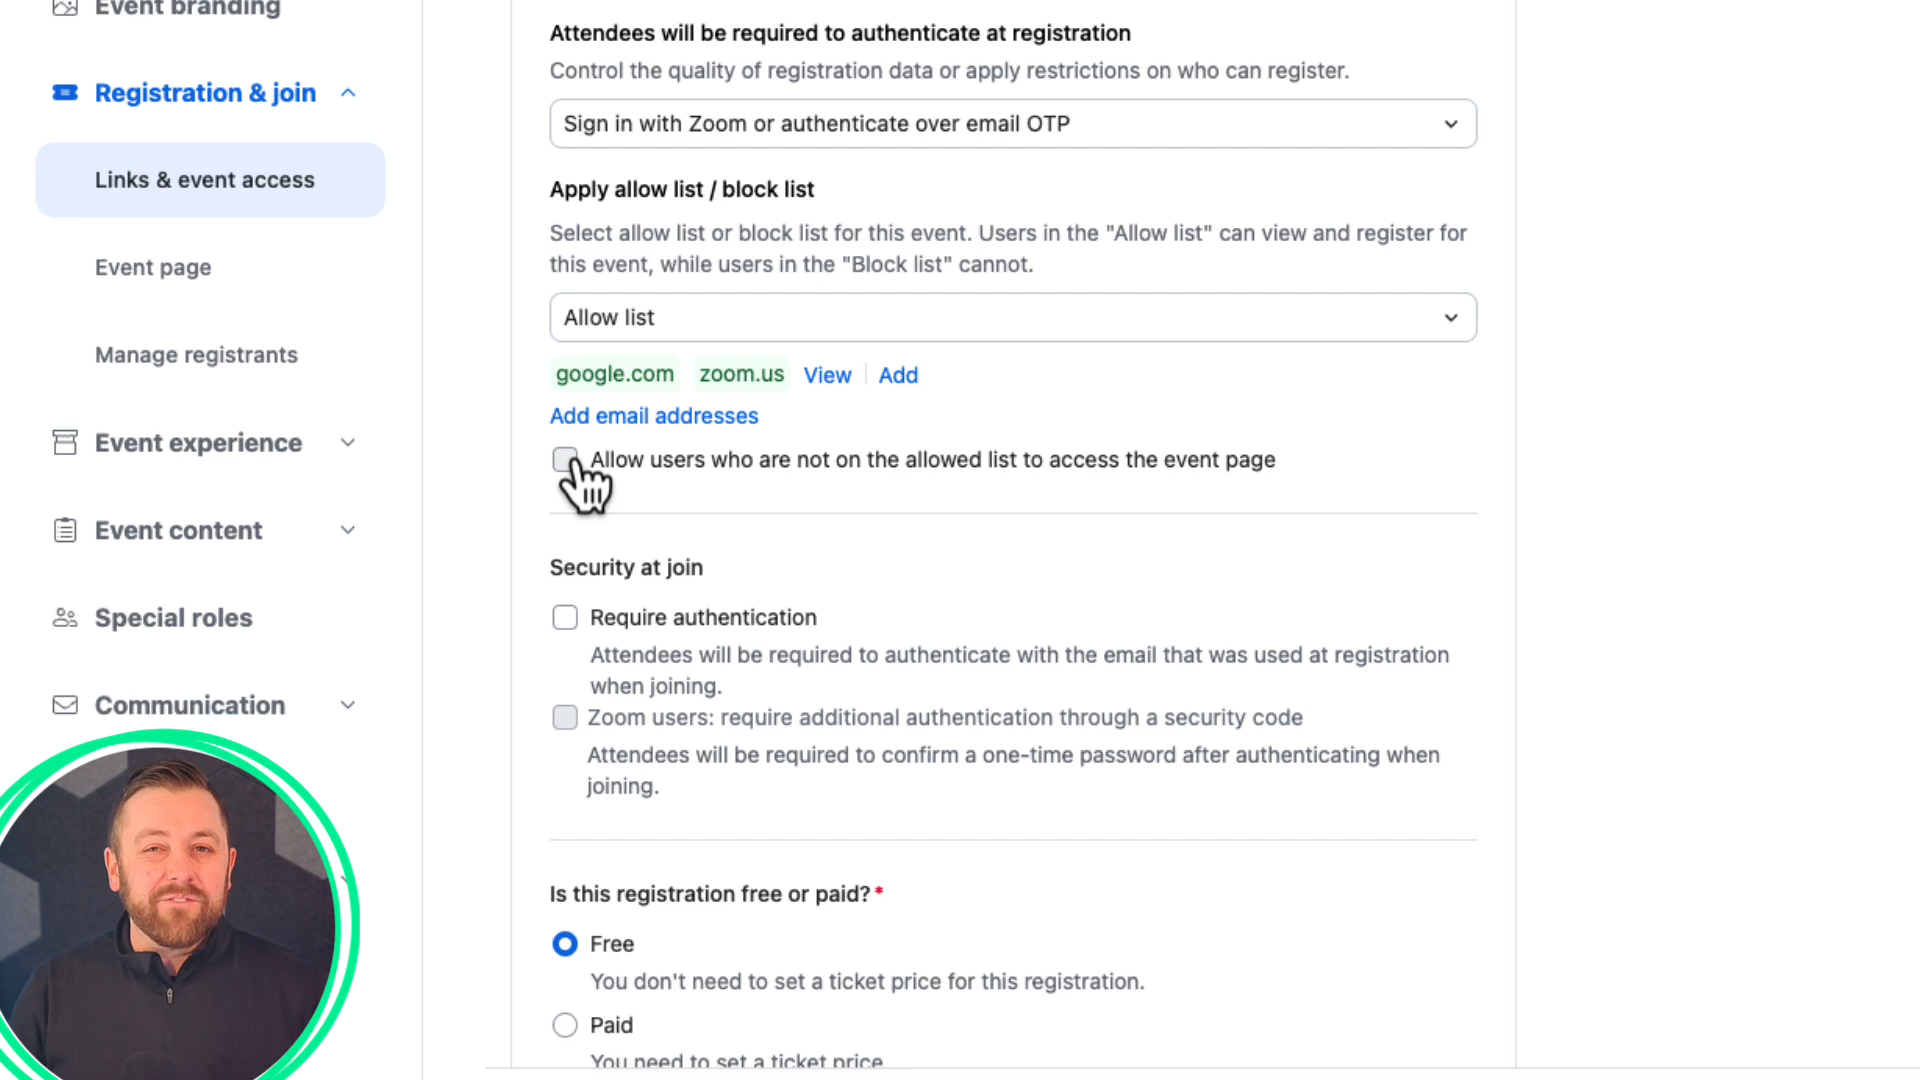 Event branding
Registration & join
Links & event access
Event page
Manage registrants
Event experience
Event content
Special roles
Communication
Attendees will be required to authenticate at registration
Control the quality of registration data or apply restrictions on who can register.
Sign in with Zoom or authenticate over email OTP
Apply allow list / block list
Select allow list or block list for this event. Users in the "Allow list" can view and register for
this event, while users in the "Block list" cannot.
Allow list
google.com zoom.us View Add
Add email addresses
Allow users who are not on the allowed list to access the event page
Security at join
Require authentication
Attendees will be required to authenticate with the email that was used at registration
when joining.
Zoom users: require additional authentication through a security code
Attendees will be required to confirm a one-time password after authenticating when
joining.
Is this registration free or paid?*
Free
You don't need to set a ticket price for this registration.
Paid
You need to set a ticket price